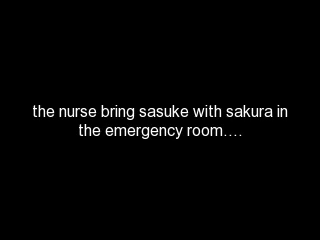 the nurse bring sasuke with sakura in
the emergency room….